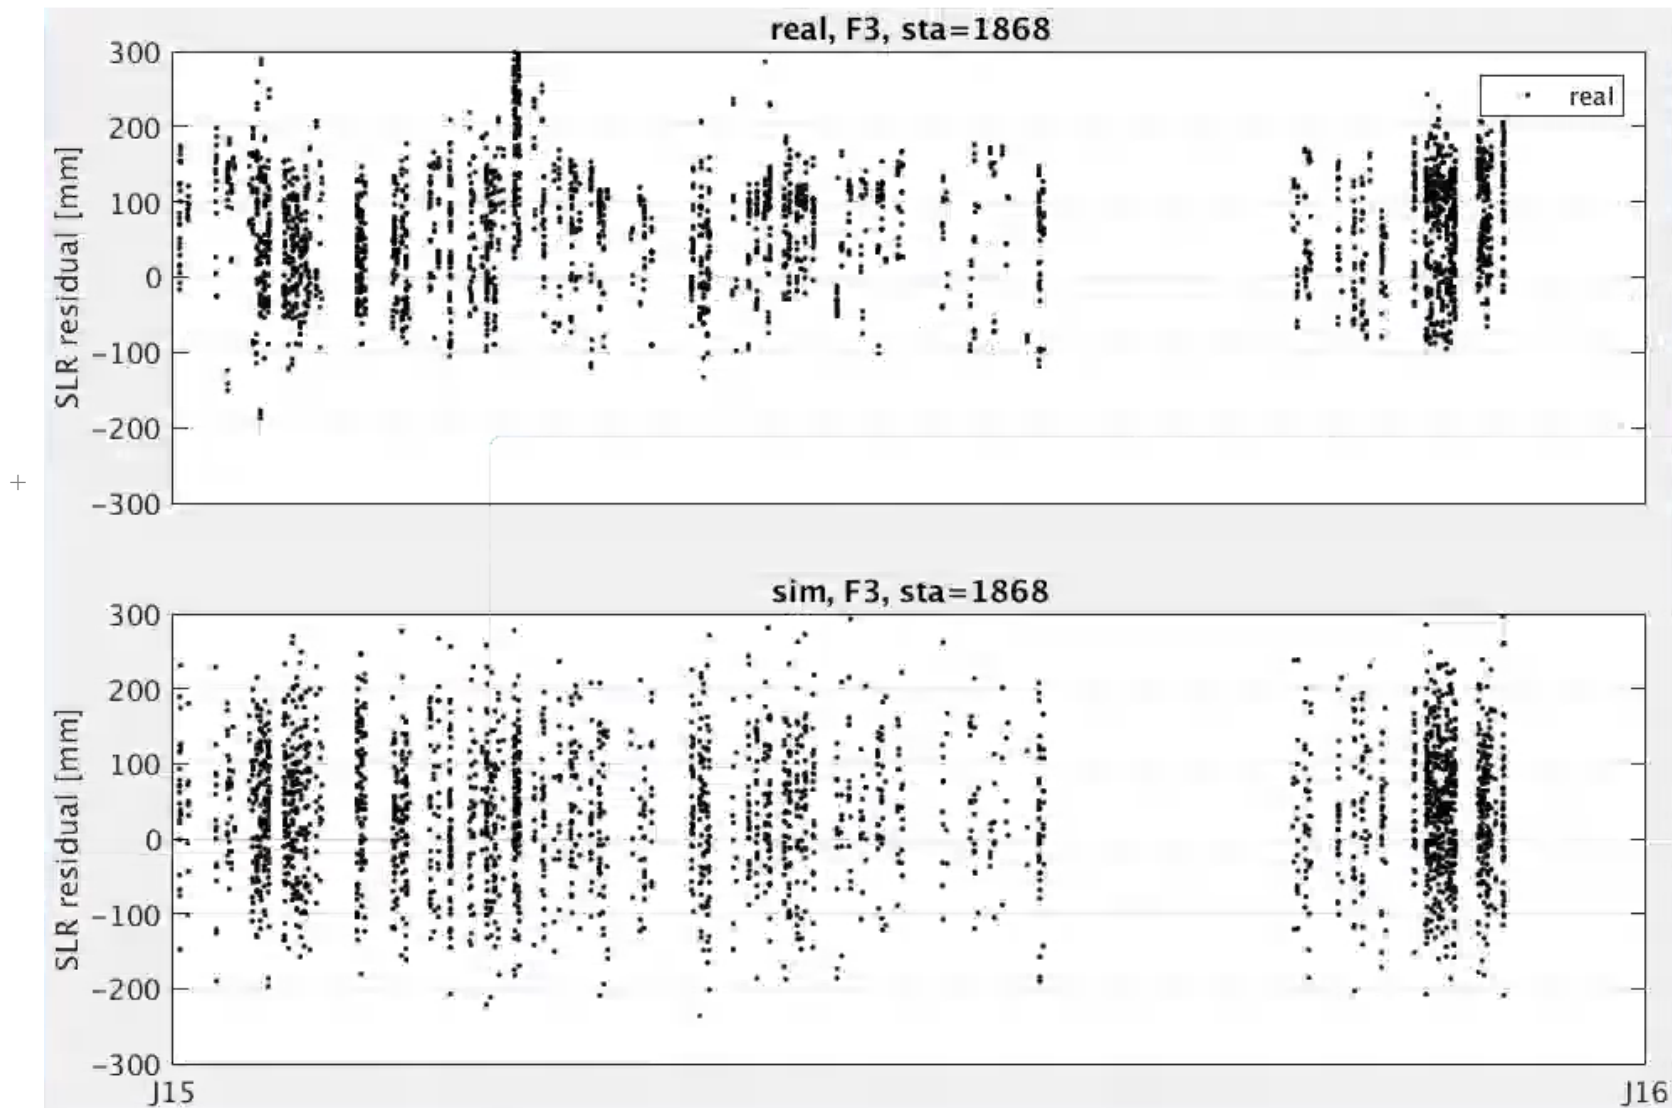 real, F3, sta=1868
300
200
100
0
−100
−200
−300
SLR residual [mm]
real
sim, F3, sta=1868
300
200
100
0
−100
−200
−300
SLR residual [mm]
J15
J16